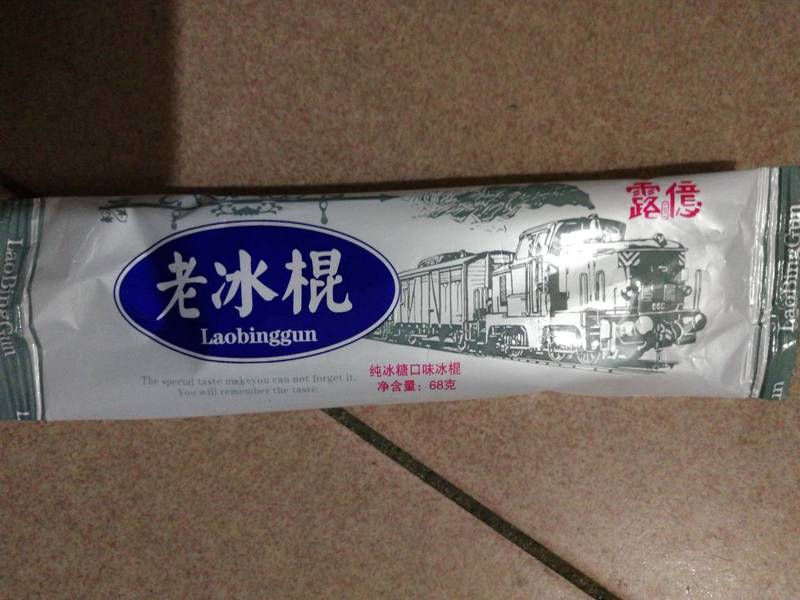 露億
老冰棍
Laobinggun
纯冰糖口味冰棍
净含量：68克
The special taste makeyou can not forget it.
You will remember the taste.
LaoBingGun
LaoBingGun